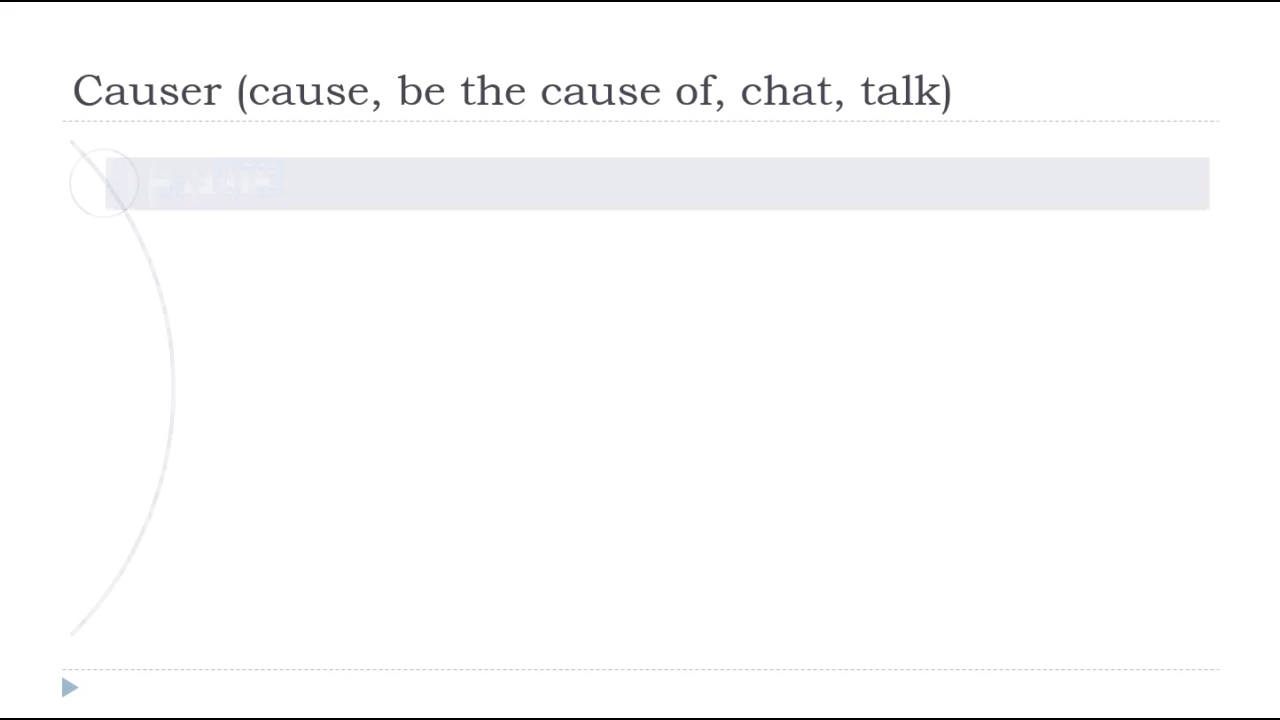 Causer (cause, be the cause of, chat, talk)